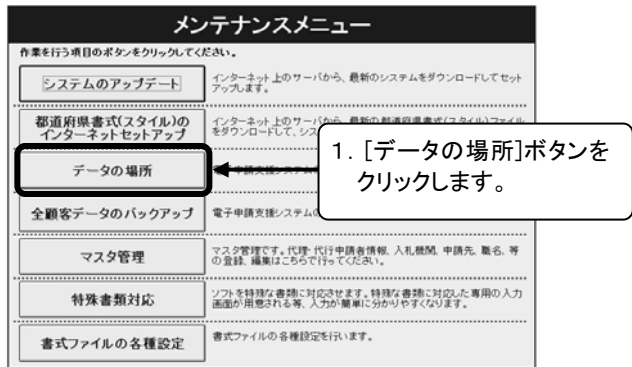 メンテナンスメニュー
作業を行う項目のボタンをクリックしてください。
システムのアップデート
インターネット上のサーバから、最新のシステムをダウンロードしてセット
アップします。
都道府県書式(スタイル)の
インターネットセットアップ
インターネット上のサーバから、最新の都道府県書式(スタイル)ファイル
をダウンロードして、シス
データの場所
1. [データの場所]ボタンを
クリックします。
全顧客データのバックアップ
電子申請支援システムの
マスタ管理
マスタ管理です。代理・代行申請者情報、入札機関、申請先、職名、等
の登録、編集はこちらで行ってください。
特殊書類対応
ソフトを特殊な書類に対応させます。特殊な書類に対応した専用の入力
画面が用意される等、入力が簡単に分かりやすくなります。
書式ファイルの各種設定
書式ファイルの各種設定を行います。